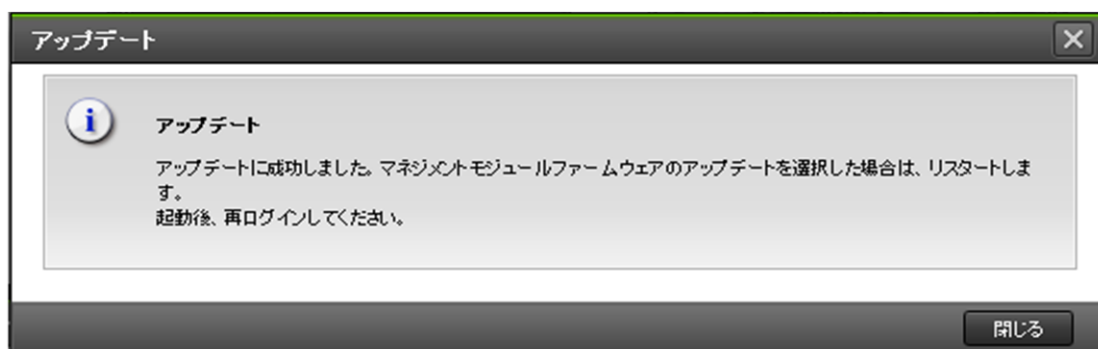 アップデート
アップデート
アップデートに成功しました。マネジメントモジュールファームウェアのアップデートを選択した場合は、リスタートしま
す。
起動後、再ログインしてください。
閉じる